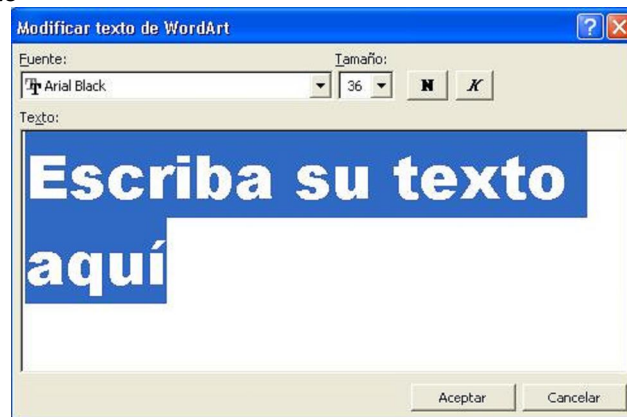 Modificar texto de WordArt
Fuente:
Tamaño:
Arial Black
36
N
K
Texto:
Escriba su texto
aquí
Aceptar
Cancelar